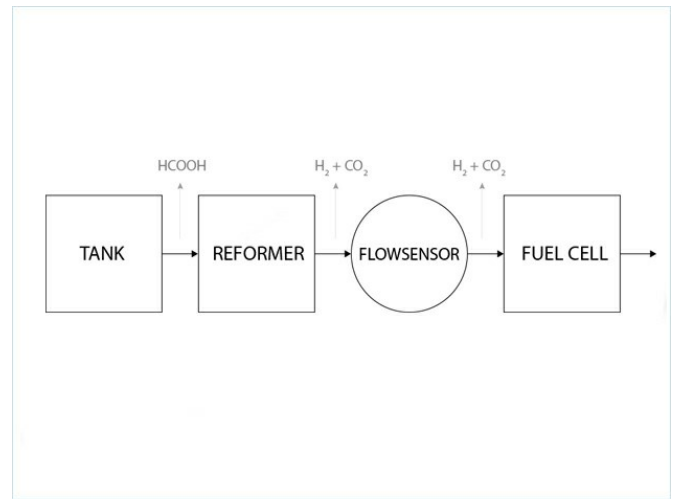 HCOOH
H₂ + CO₂
H₂ + CO₂
TANK
REFORMER
FLOWSENSOR
FUEL CELL